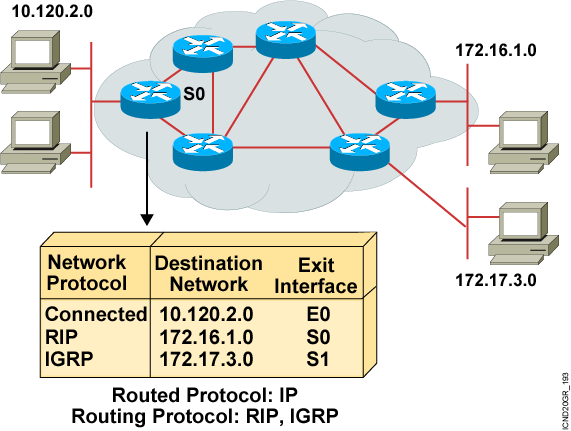 10.120.2.0
172.16.1.0
S0
172.17.3.0
Network Protocol Destination Network Exit Interface
Connected 10.120.2.0 E0
RIP 172.16.1.0 S0
IGRP 172.17.3.0 S1
Routed Protocol: IP
Routing Protocol: RIP, IGRP
ICND20GR_193